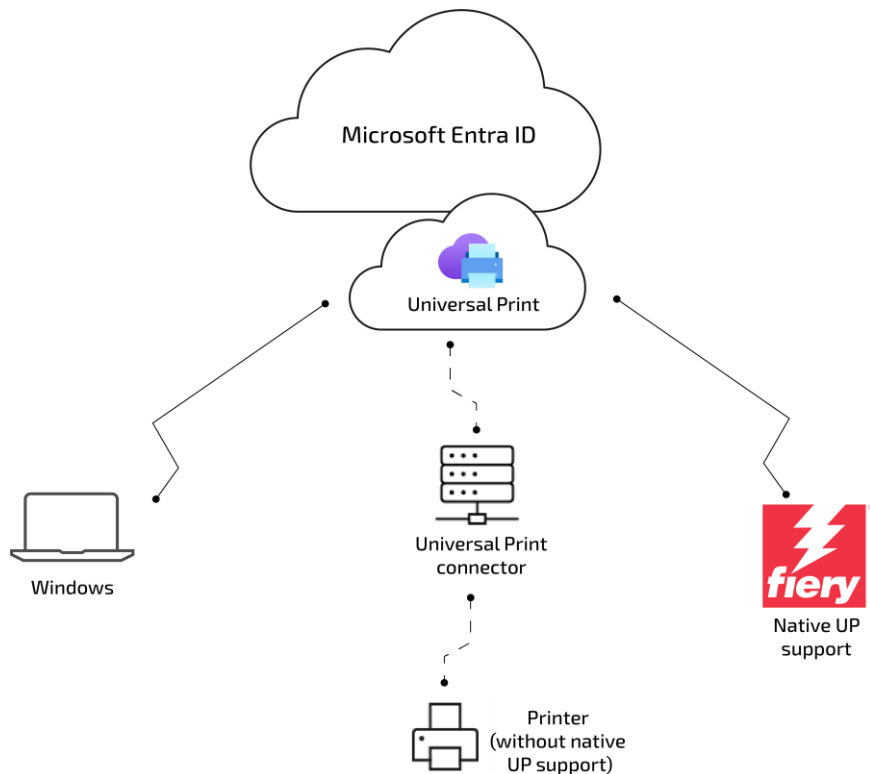 Microsoft Entra ID
Universal Print
Windows
Universal Print
connector
fiery
Native UP
support
Printer
(without native
UP support)